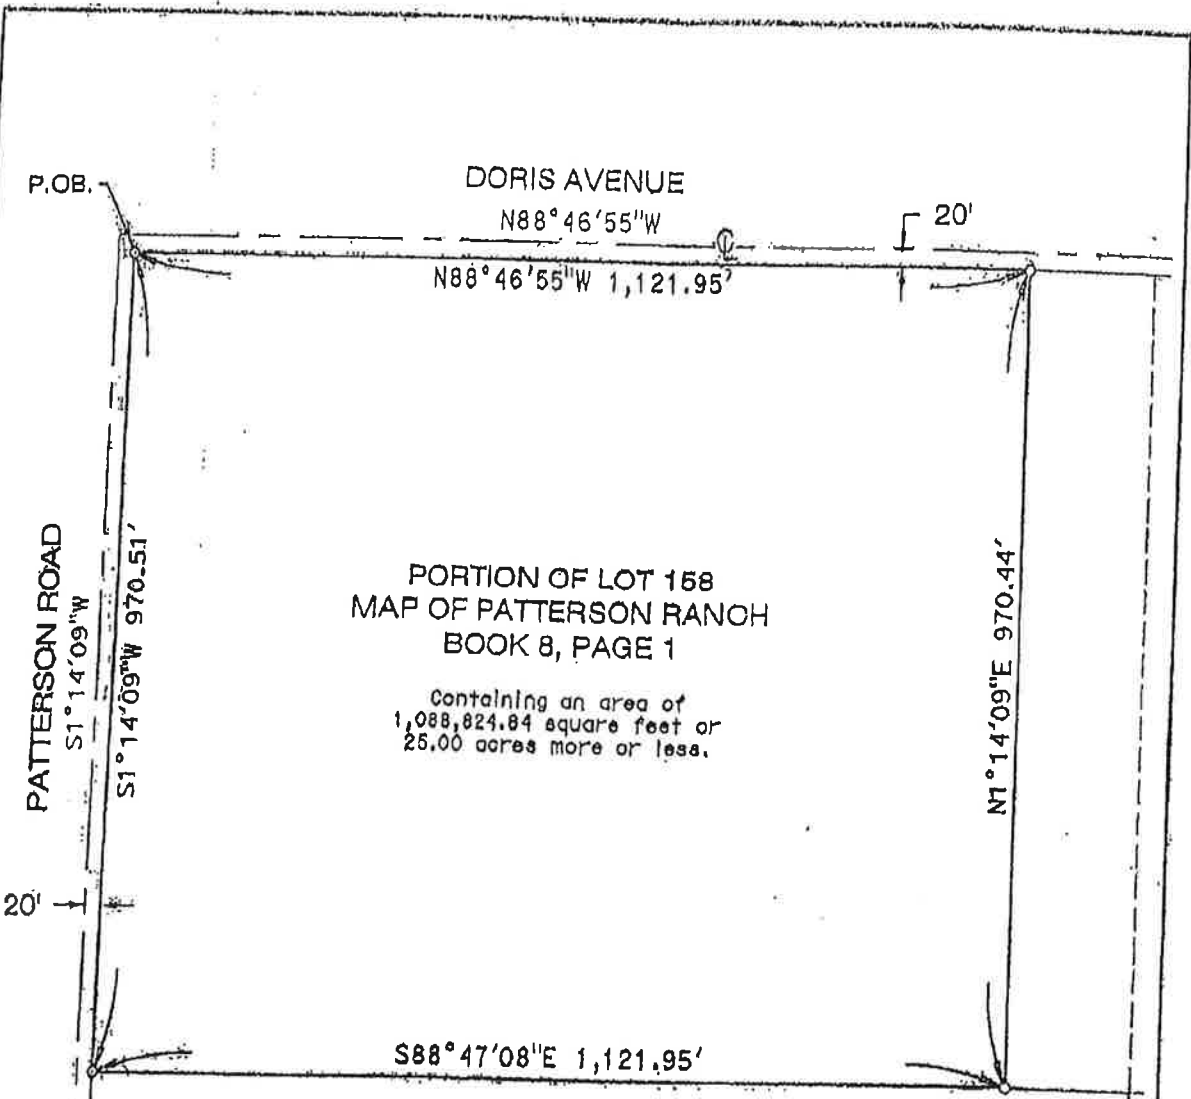 P.OB.
DORIS AVENUE
N88°46'55"W
20'
N88°46'55"W 1,121.95'
PATTERSON ROAD
S1°14'09"W
S1°14'09"W 970.51'
PORTION OF LOT 158
MAP OF PATTERSON RANOH
BOOK 8, PAGE 1
Containing an area of
1,088,824.84 square feet or
25.00 acres more or less.
N1°14'09"E 970.44'
20'
S88°47'08"E 1,121.95'